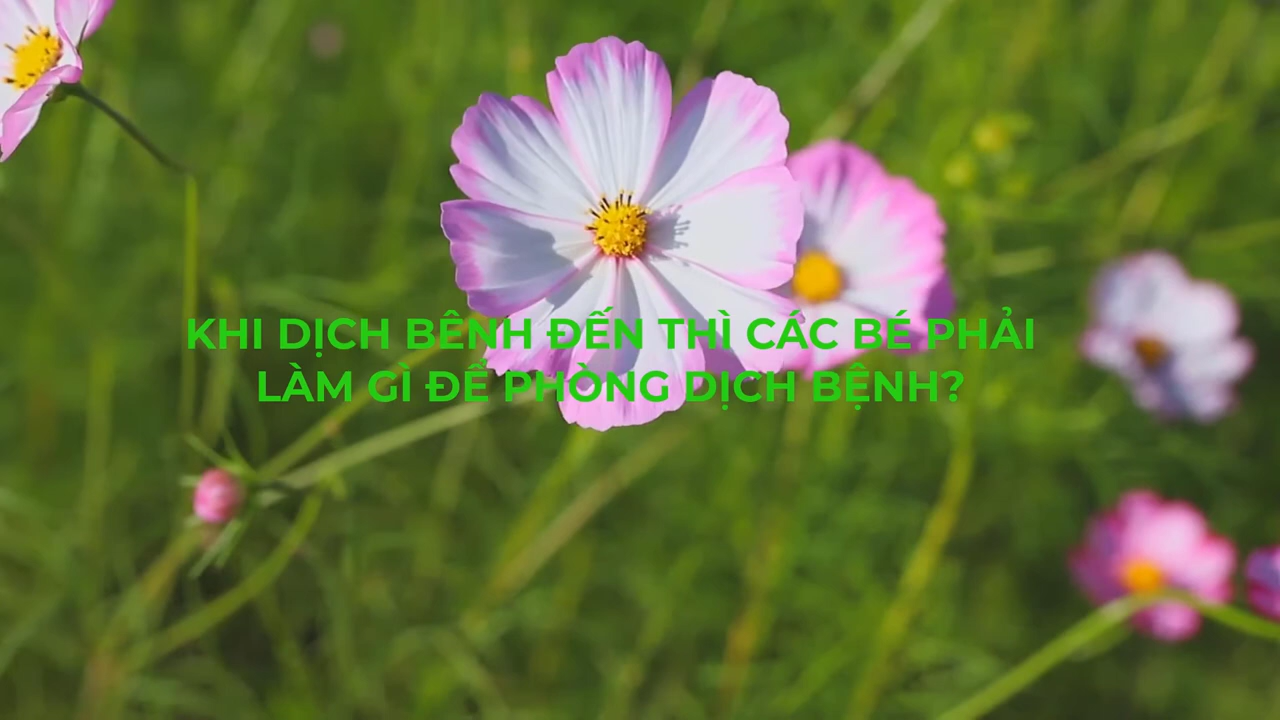 KHI DỊCH BỆNH ĐẾN THÌ CÁC BÉ PHẢI
LÀM GÌ ĐỂ PHÒNG DỊCH BỆNH?